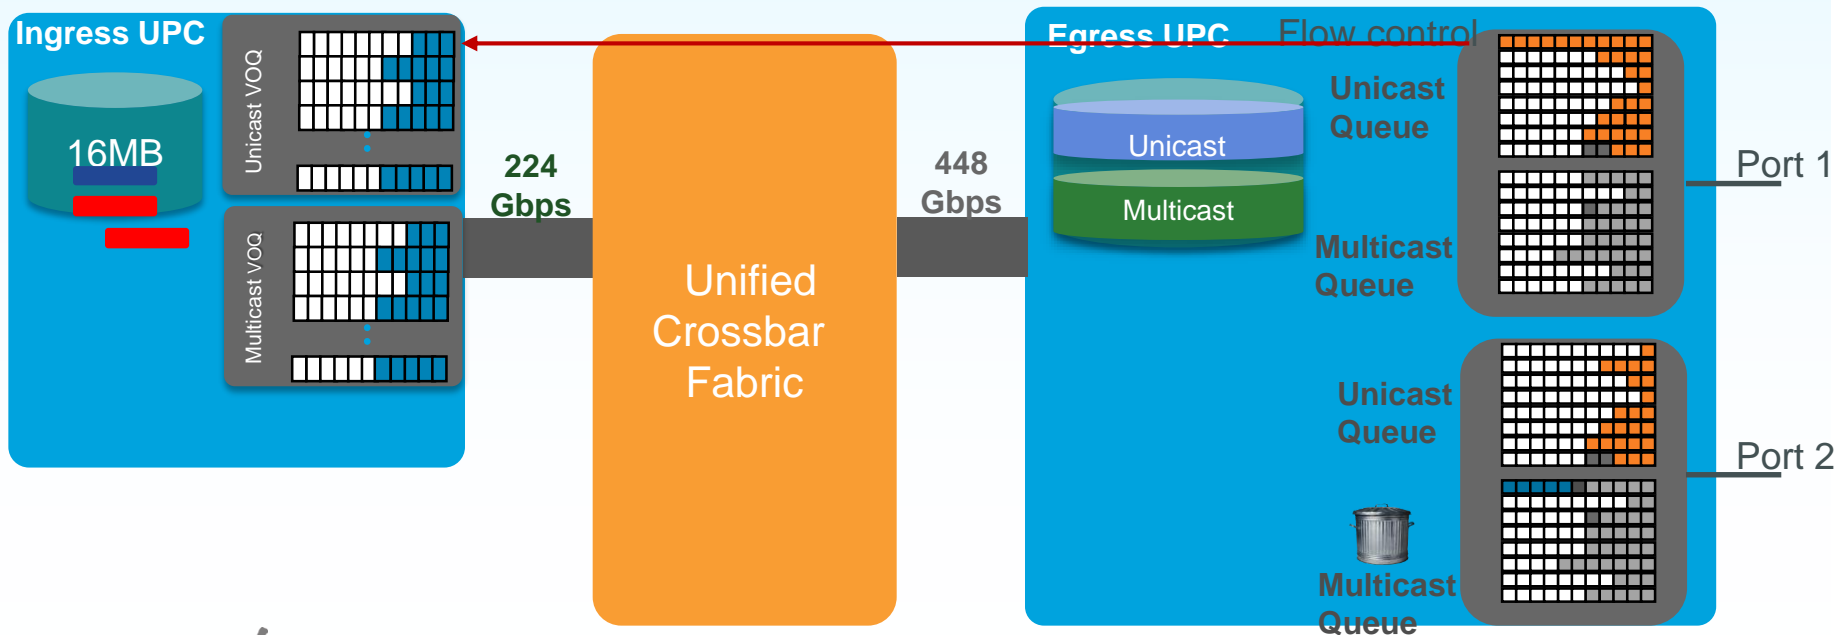 Ingress UPC
16MB
Unicast VOQ
Multicast VOQ
224
Gbps
Unified
Crossbar
Fabric
448
Gbps
Egress UPC
Flow control
Unicast
Multicast
Unicast
Queue
Multicast
Queue
Port 1
Unicast
Queue
Multicast
Queue
Port 2